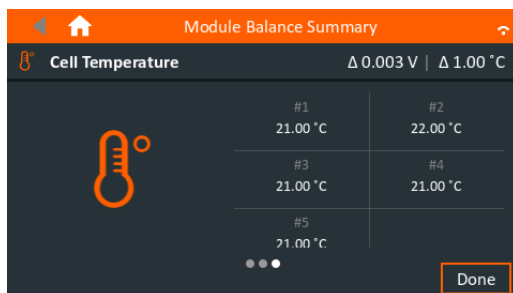 Module Balance Summary
Cell Temperature
Δ 0.003 V | Δ 1.00 °C
#1 #2
21.00 °C 22.00 °C
#3 #4
21.00 °C 21.00 °C
#5
21.00 °C
Done